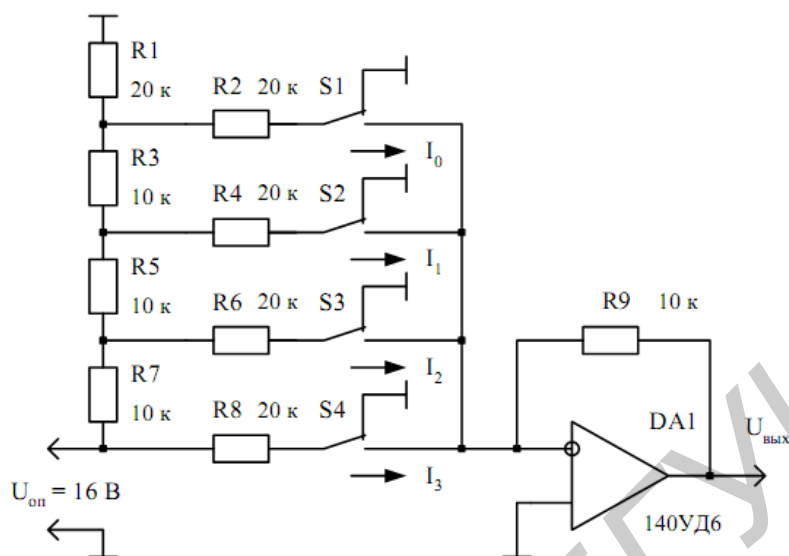 R1
20 к
R2 20 к S1
I₀
R3
10 к
R4 20 к S2
I₁
R5
10 к
R6 20 к S3
R9 10 к
I₂
R7
10 к
R8 20 к S4
DA1
Uвых
I₃
Uоп = 16 В
140УД6